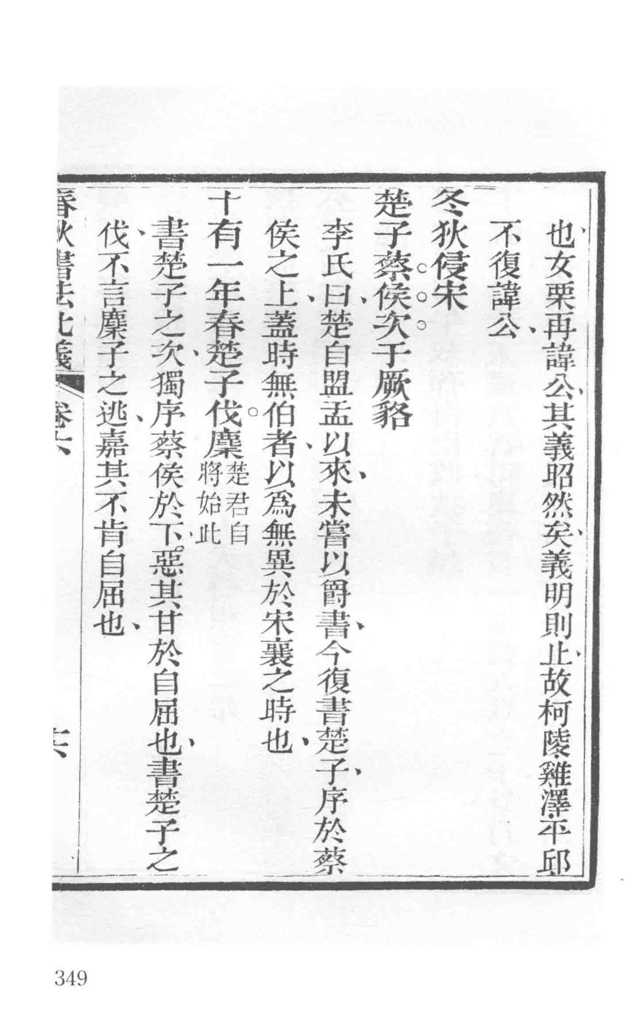 也女栗再諱公其義昭然矣義明則止故柯陵雞澤平邱
不復諱公
冬狄侵宋
楚子蔡侯次于厥貉
李氏曰楚自盟盂以來未嘗以爵書今復書楚子序於蔡
侯之上蓋時無伯者以為無異於宋襄之時也
十有一年春楚子伐麇楚君自將始此
書楚子之次獨序蔡侯於下惡其甘於自屈也書楚子之
伐不言麇子之逃嘉其不肯自屈也
春秋書法比義 卷六
349